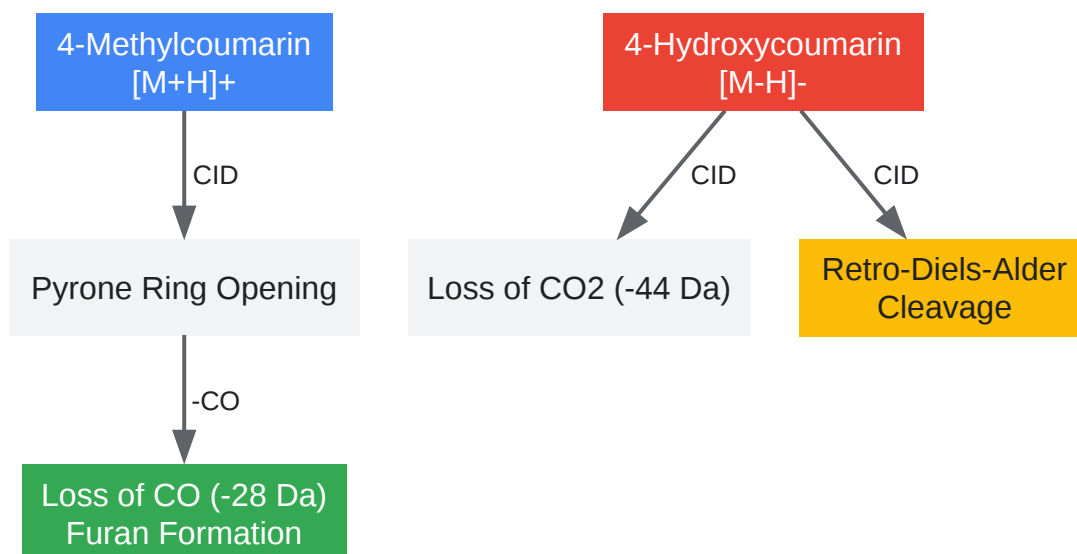 4-Methylcoumarin
[M+H]+
4-Hydroxycoumarin
[M-H]-
CID
CID
CID
Pyrone Ring Opening
Loss of CO2 (-44 Da)
Retro-Diels-Alder
Cleavage
-CO
Loss of CO (-28 Da)
Furan Formation